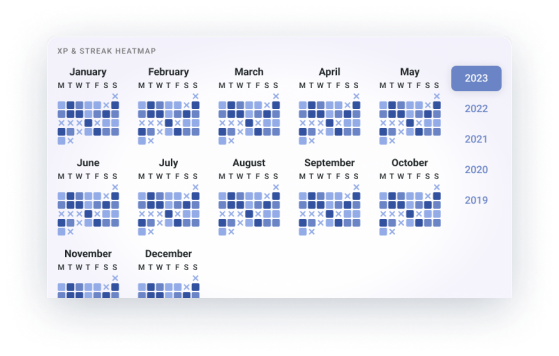 XP & STREAK HEATMAP
January February March April May
M T W T F S S M T W T F S S M T W T F S S M T W T F S S M T W T F S S
2023
2022
2021
2020
2019
June July August September October
M T W T F S S M T W T F S S M T W T F S S M T W T F S S M T W T F S S
November December
M T W T F S S M T W T F S S